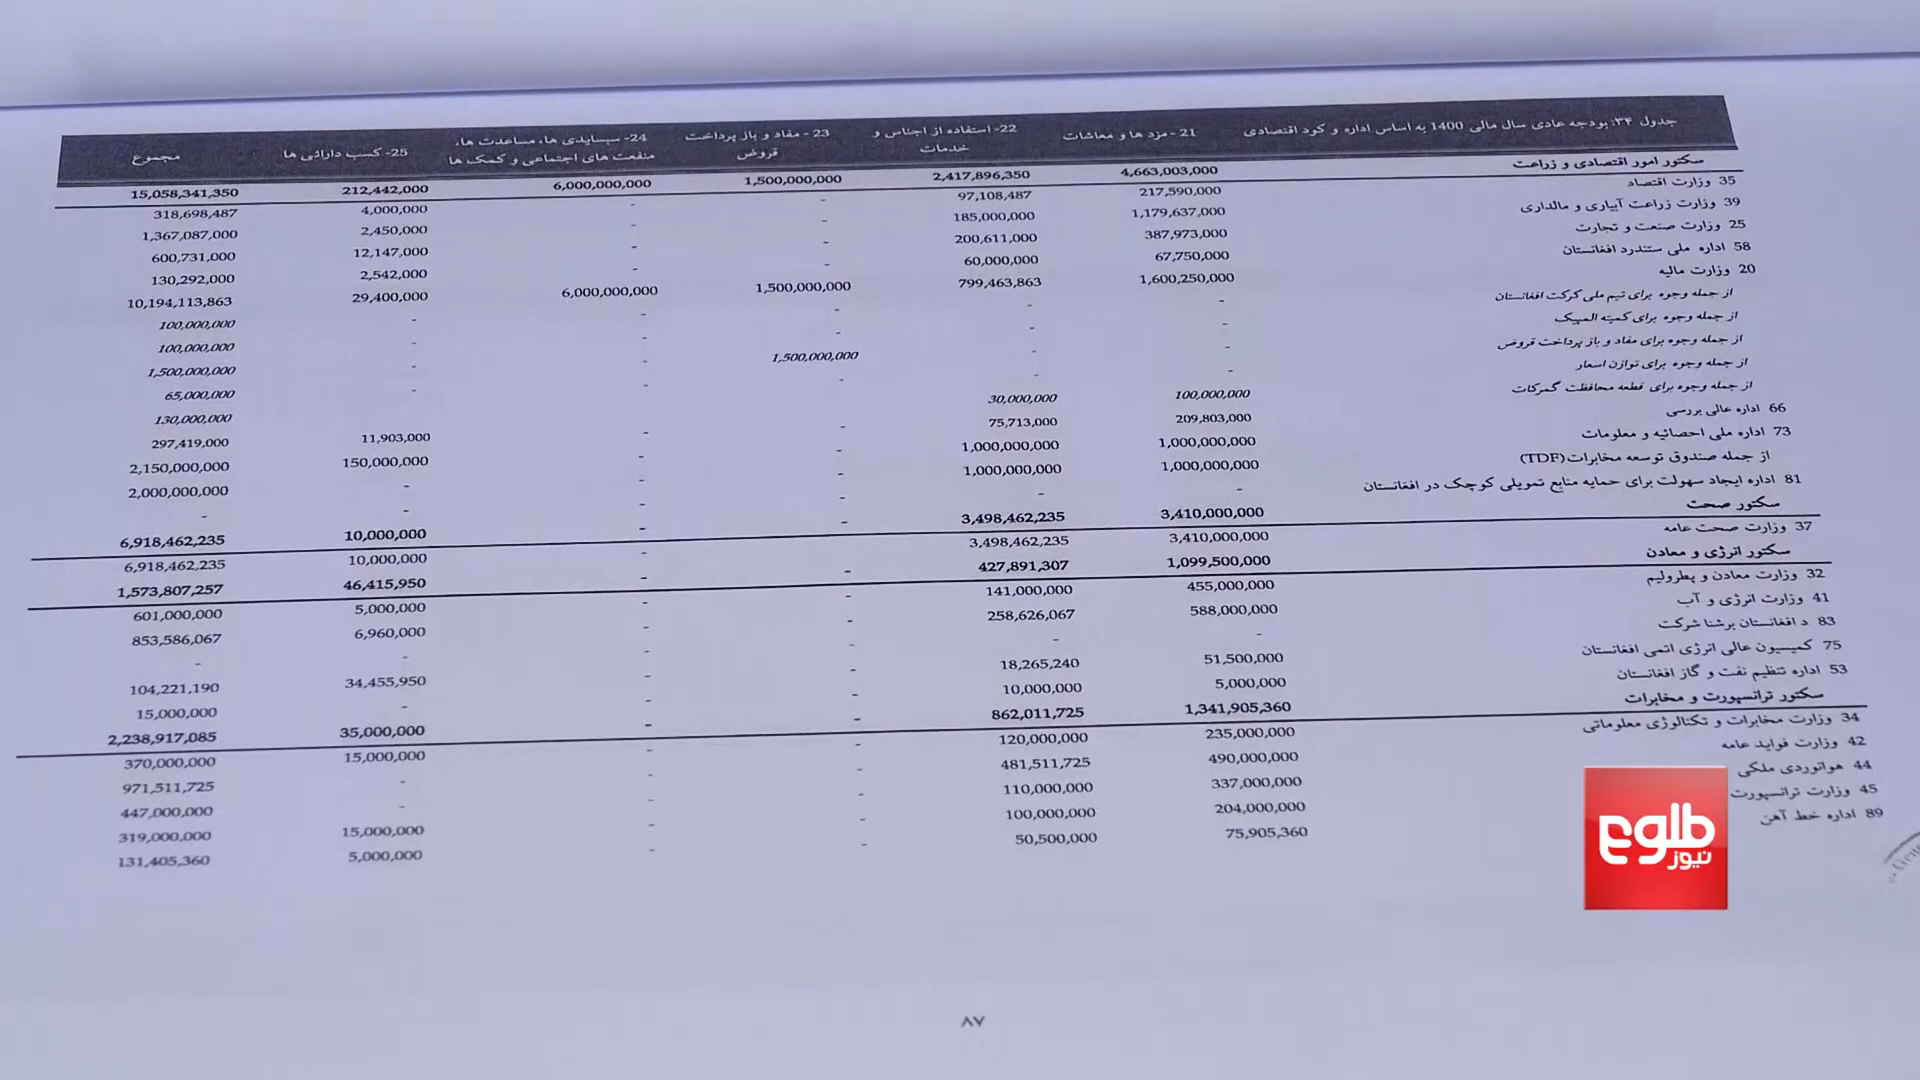 جدول ۳۴: بودجه عادی سال مالی 1400 به اساس اداره و کود اقتصادی | 21- مزد ها و معاشات | 22- استفاده از اجناس و خدمات | 23 - مفاد و باز پرداخت قروض | 24- سبسایدی ها، مساعدت ها، منفعت های اجتماعی و کمک ها | 25- کسب دارائی ها | مجموع
سکتور امور اقتصادی و زراعت | 4,663,003,000 | 2,417,896,350 | 1,500,000,000 | 6,000,000,000 | 212,442,000 | 15,058,341,350
35 وزارت اقتصاد | 217,590,000 | 97,108,487 | - | - | 4,000,000 | 318,698,487
39 وزارت زراعت آبیاری و مالداری | 1,179,637,000 | 185,000,000 | - | - | 2,450,000 | 1,367,087,000
25 وزارت صنعت و تجارت | 387,973,000 | 200,611,000 | - | - | 12,147,000 | 600,731,000
58 اداره ملی ستندرد افغانستان | 67,750,000 | 60,000,000 | - | - | 2,542,000 | 130,292,000
20 وزارت مالیه | 1,600,250,000 | 799,463,863 | 1,500,000,000 | 6,000,000,000 | 29,400,000 | 10,194,113,863
از جمله وجوه برای تیم ملی کرکت افغانستان | - | - | - | - | - | 100,000,000
از جمله وجوه برای کمیته المپیک | - | - | - | - | - | 100,000,000
از جمله وجوه برای مفاد و باز پرداخت قروض | - | - | 1,500,000,000 | - | - | 1,500,000,000
از جمله وجوه برای توازن اسعار | - | - | - | - | - | 65,000,000
از جمله وجوه برای قطعه محافظت گمرکات | 100,000,000 | 30,000,000 | 130,000,000
66 اداره عالی بررسی | 209,803,000 | 75,713,000 | - | - | 11,903,000 | 297,419,000
73 اداره ملی احصائیه و معلومات | 1,000,000,000 | 1,000,000,000 | - | - | 150,000,000 | 2,150,000,000
از جمله صندوق توسعه مخابرات(TDF) | 1,000,000,000 | 1,000,000,000 | - | - | - | 2,000,000,000
81 اداره ایجاد سهولت برای حمایه منابع تمویلی کوچک در افغانستان | - | - | - | - | - | -
سکتور صحت | 3,410,000,000 | 3,498,462,235 | - | - | 10,000,000 | 6,918,462,235
37 وزارت صحت عامه | 3,410,000,000 | 3,498,462,235 | - | 10,000,000 | 6,918,462,235
سکتور انرژی و معادن | 1,099,500,000 | 427,891,307 | - | - | 46,415,950 | 1,573,807,257
32 وزارت معادن و پطرولیم | 455,000,000 | 141,000,000 | - | - | 5,000,000 | 601,000,000
41 وزارت انرژی و آب | 588,000,000 | 258,626,067 | - | - | 6,960,000 | 853,586,067
83 د افغانستان برشنا شرکت | - | - | - | - | - | -
75 کمیسیون عالی انرژی اتمی افغانستان | 51,500,000 | 18,265,240 | - | - | 34,455,950 | 104,221,190
53 اداره تنظیم نفت و گاز افغانستان | 5,000,000 | 10,000,000 | - | - | - | 15,000,000
سکتور ترانسپورت و مخابرات | 1,341,905,360 | 862,011,725 | - | - | 35,000,000 | 2,238,917,085
34 وزارت مخابرات و تکنالوژی معلوماتی | 235,000,000 | 120,000,000 | - | - | 15,000,000 | 370,000,000
42 وزارت فواید عامه | 490,000,000 | 481,511,725 | - | - | - | 971,511,725
44 هوانوردی ملکی | 337,000,000 | 110,000,000 | - | - | - | 447,000,000
45 وزارت ترانسپورت | 204,000,000 | 100,000,000 | - | - | 15,000,000 | 319,000,000
89 اداره خط آهن | 75,905,360 | 50,500,000 | - | - | 5,000,000 | 131,405,360
طلوع
نیوز
۸۷